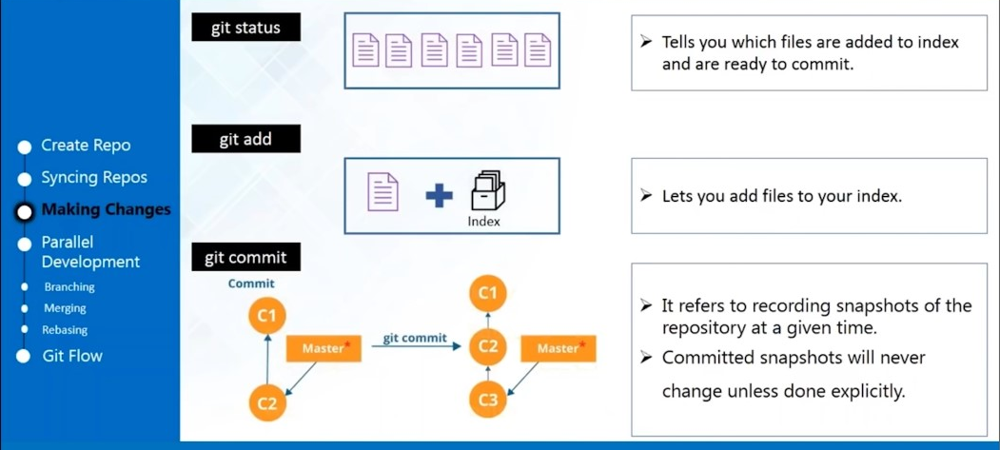 Create Repo
Syncing Repos
Making Changes
Parallel
Development
Branching
Merging
Rebasing
Git Flow
git status
➢ Tells you which files are added to index
and are ready to commit.
git add
Index
➢ Lets you add files to your index.
git commit
Commit
C1
Master*
C2
git commit
C1
C2
Master*
C3
➢ It refers to recording snapshots of the
repository at a given time.
➢ Committed snapshots will never
change unless done explicitly.